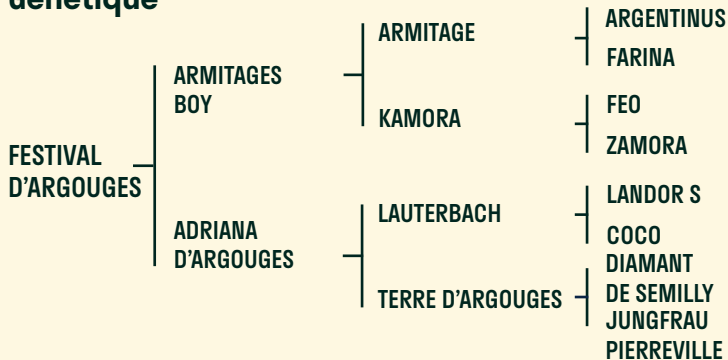 dénétique
ARMITAGES
BOY
ARMITAGE
KAMORA
ARGENTINUS
FARINA
FEO
ZAMORA
FESTIVAL
D'ARGOUGES
ADRIANA
D'ARGOUGES
LAUTERBACH
TERRE D'ARGOUGES
LANDOR S
COCO
DIAMANT
DE SEMILLY
JUNGFRAU
PIERREVILLE